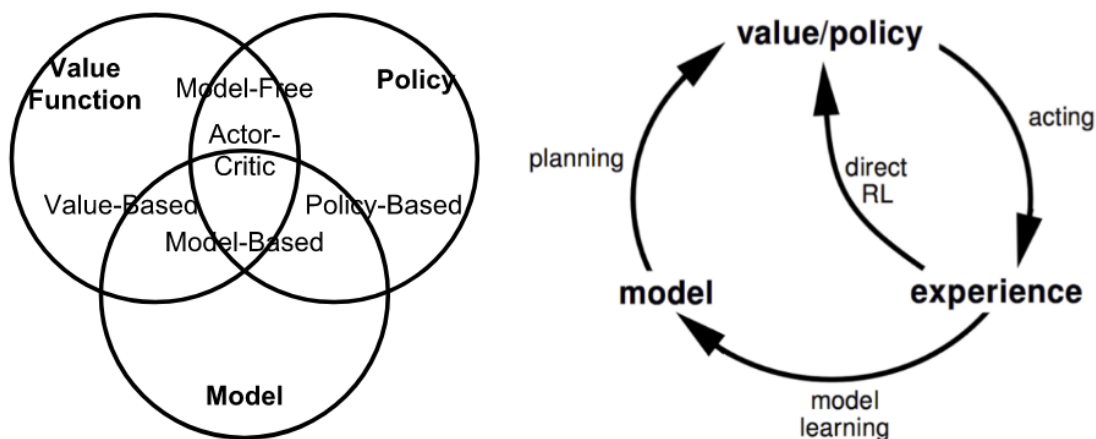 Value
Function
Model-Free
Policy
Actor-
Critic
Value-Based
Policy-Based
Model-Based
Model
value/policy
acting
planning
direct
RL
model
experience
model
learning